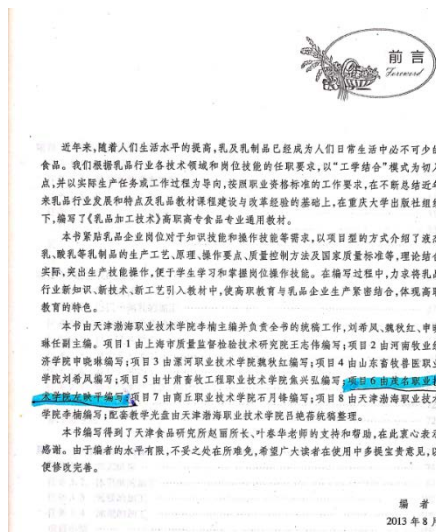 前言
Foreword
近年来,随着人们生活水平的提高,乳及乳制品已经成为人们日常生活中必不可少的
食品。我们根据乳品行业各技术领域和岗位技能的任职要求,以“工学结合”模式为切入
点,并以实际生产任务或工作过程为导向,按照职业资格标准的工作要求,在不断总结近年
来乳品行业发展和特点及乳品教材课程建设与改革经验的基础上,在重庆大学出版社组织
下,编写了《乳品加工技术》高职高专食品专业通用教材。
本书紧贴乳品企业岗位对于知识技能和操作技能等需求,以项目型的方式介绍了液态
乳、酸乳等乳制品的生产工艺、原理、操作要点、质量控制方法及国家质量标准等,理论结合
实际,突出生产技能操作,便于学生学习和掌握岗位操作技能。在编写过程中,力求将乳品
行业新知识、新技术、新工艺引入教材中,使高职教育与乳品企业生产紧密结合,体现高职
教育的特色。
本书由天津渤海职业技术学院李楠主编并负责全书的统稿工作,刘希凤、魏秋红、申晓
琳任副主编。项目1由上海市质量监督检验技术研究院王志伟编写;项目2由河南牧业经
济学院申晓琳编写;项目3由漯河职业技术学院魏秋红编写;项目4由山东畜牧兽医职业
学院刘希凤编写;项目5由甘肃畜牧工程职业技术学院焦兴弘编写;项目6由茂名职业技
术学院左映平编写;项目7由商丘职业技术学院石月锋编写;项目8由天津渤海职业技术
学院李楠编写;配套教学光盘由天津渤海职业技术学院吕艳蓓统稿整理。
本书编写得到了天津食品研究所赵丽所长、叶春华老师的支持和帮助,在此衷心表示
感谢。由于编者的水平有限,不妥之处在所难免,希望广大读者在使用中多提宝贵意见,以
便修改完善。
编 者
2013年8月